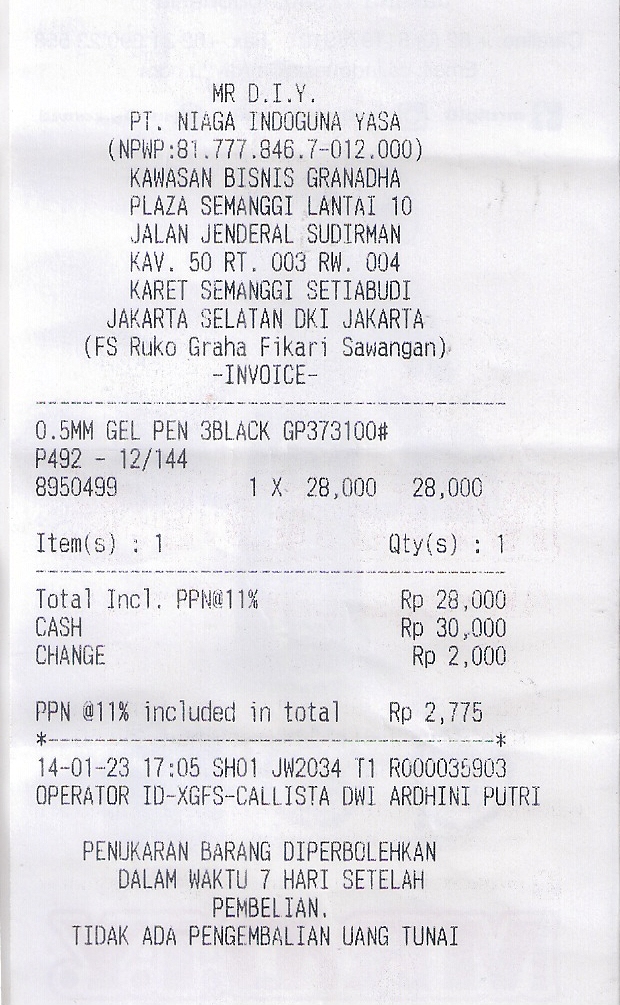 MR D.I.Y.
PT. NIAGA INDOGUNA YASA
(NPWP:81.777.846.7-012.000)
KAWASAN BISNIS GRANADHA
PLAZA SEMANGGI LANTAI 10
JALAN JENDERAL SUDIRMAN
KAV. 50 RT. 003 RW. 004
KARET SEMANGGI SETIABUDI
JAKARTA SELATAN DKI JAKARTA
(FS Ruko Graha Fikari Sawangan)
-INVOICE-
0.5MM GEL PEN 3BLACK GP373100#
P492 - 12/144
8950499 1 X 28,000 28,000
Item(s) : 1 Qty(s) : 1
Total Incl. PPN@11% Rp 28,000
CASH Rp 30,000
CHANGE Rp 2,000
PPN @11% included in total Rp 2,775
*--------------------------------------*
14-01-23 17:05 SH01 JW2034 T1 R000035903
OPERATOR ID-XGFS-CALLISTA DWI ARDHINI PUTRI
PENUKARAN BARANG DIPERBOLEHKAN
DALAM WAKTU 7 HARI SETELAH
PEMBELIAN.
TIDAK ADA PENGEMBALIAN UANG TUNAI